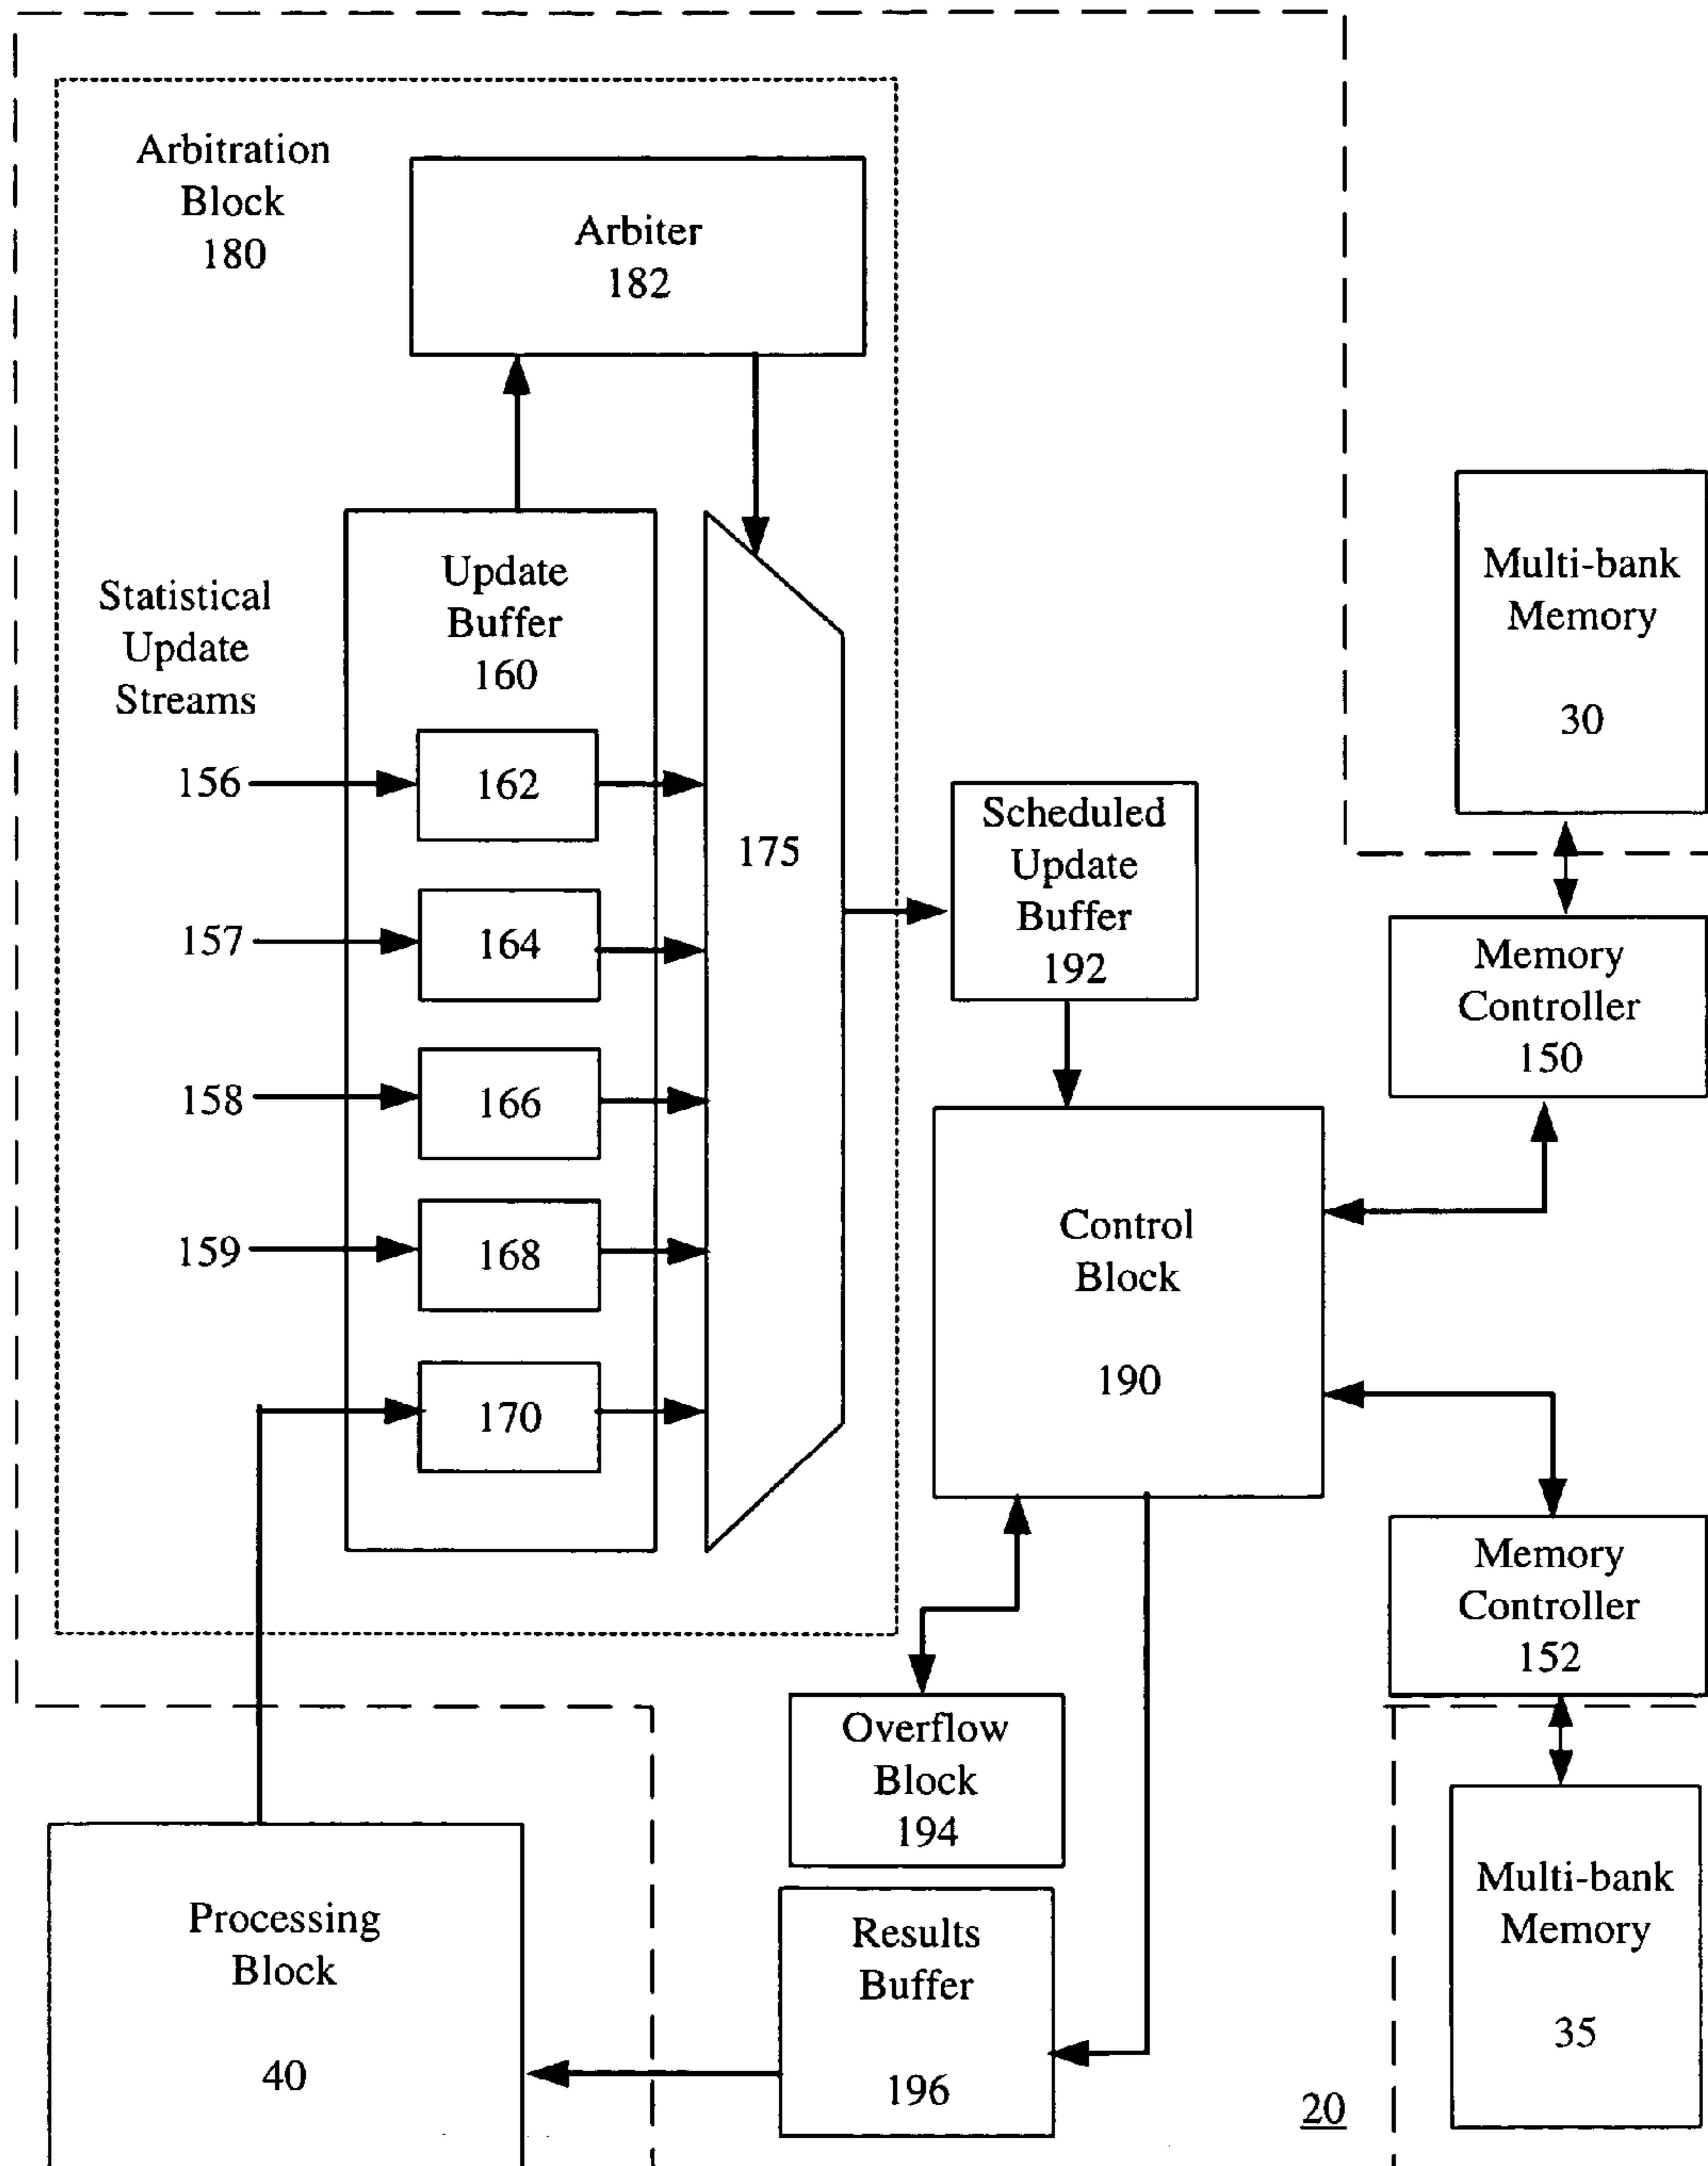 Arbitration
Block
180
Arbiter
182
Statistical
Update
Streams
Update
Buffer
160
156
162
157
164
158
166
159
168
170
175
Scheduled
Update
Buffer
192
Multi-bank
Memory
30
Memory
Controller
150
Control
Block
190
Memory
Controller
152
Overflow
Block
194
Multi-bank
Memory
35
Processing
Block
40
Results
Buffer
196
20